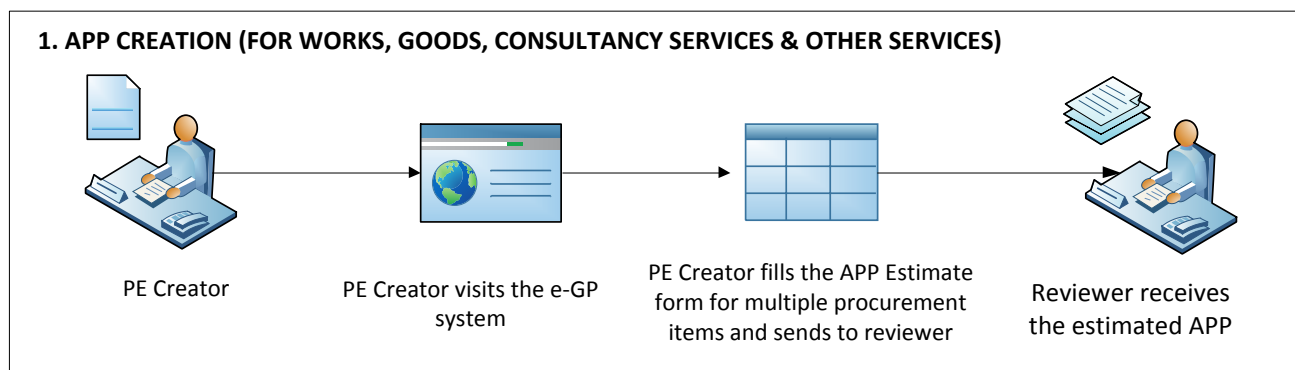 1. APP CREATION (FOR WORKS, GOODS, CONSULTANCY SERVICES & OTHER SERVICES)
PE Creator
PE Creator visits the e-GP
system
PE Creator fills the APP Estimate
form for multiple procurement
items and sends to reviewer
Reviewer receives
the estimated APP